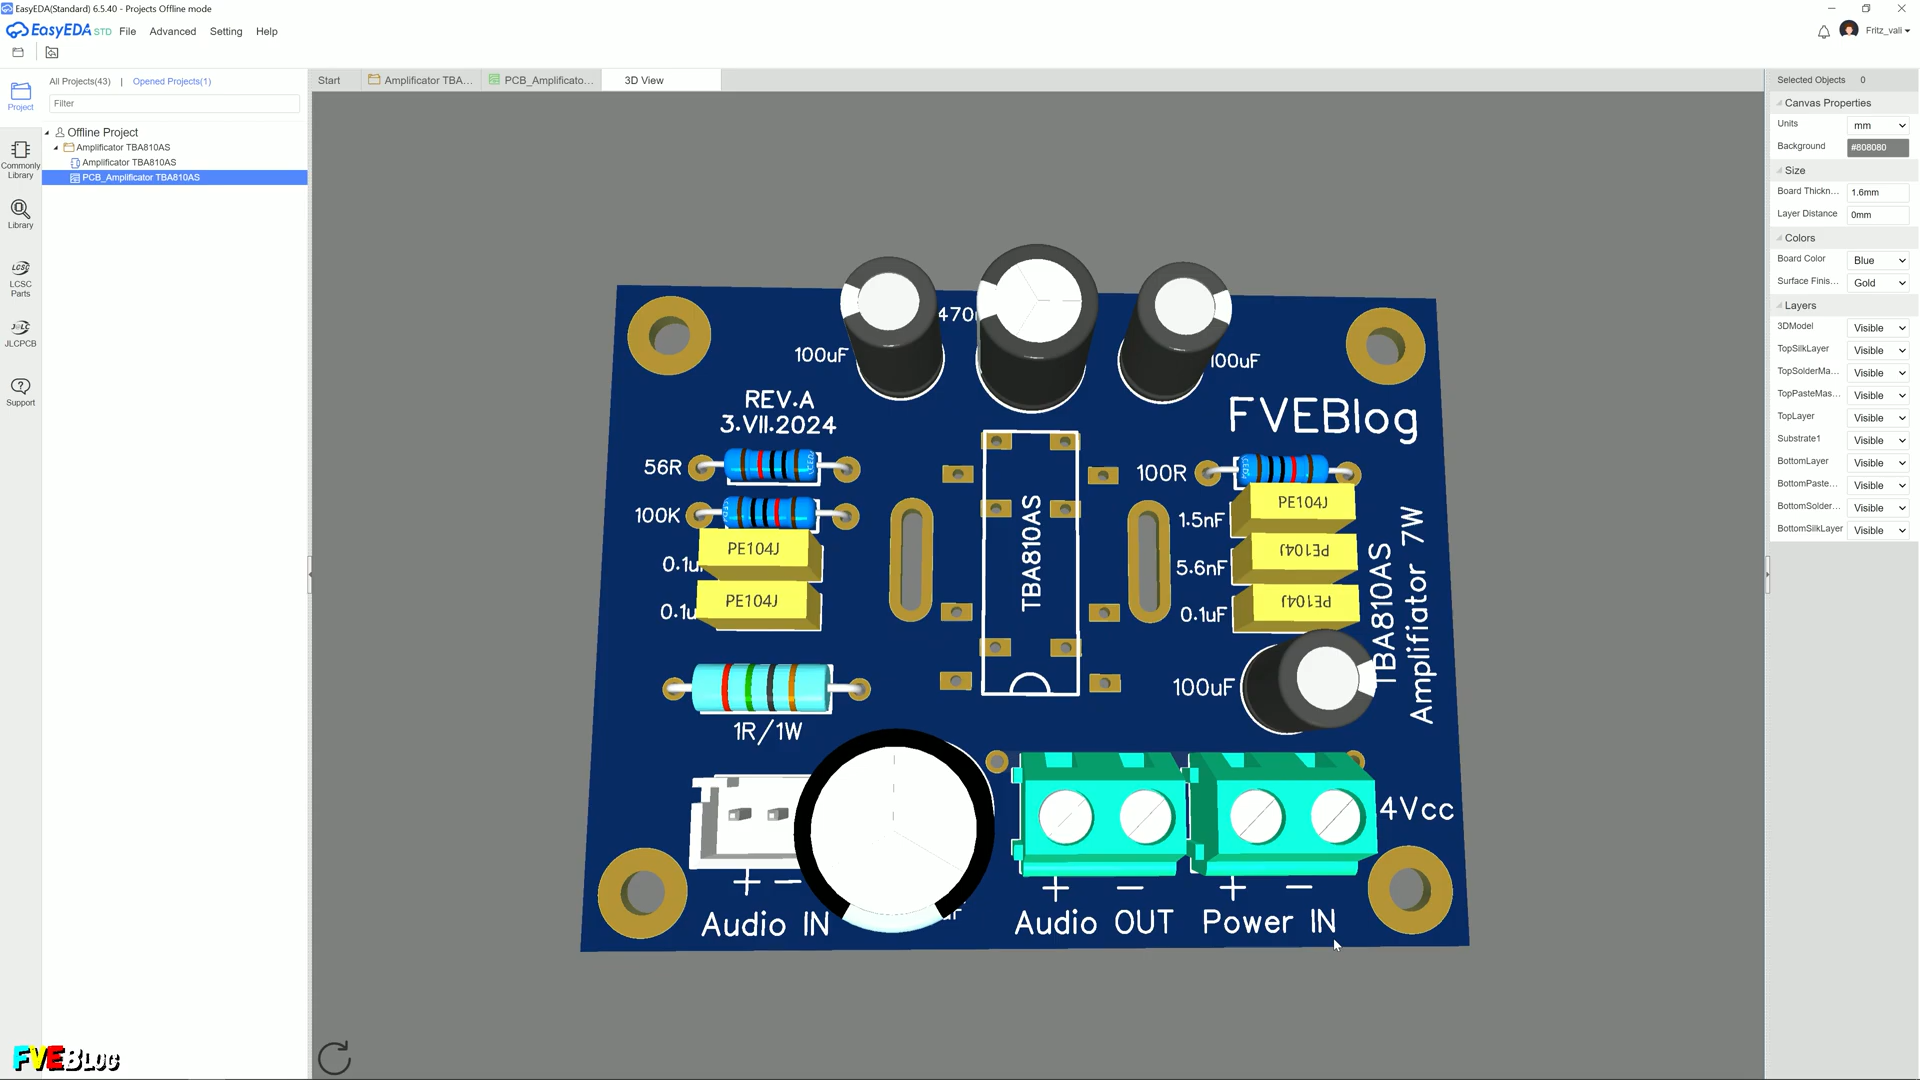 EasyEDA(Standard) 6.5.40 - Projects Offline mode
EasyEDA STD File Advanced Setting Help
Fritz_vali
All Projects(43) | Opened Projects(1)
Filter
Project
Commonly
Library
Library
LCSC
LCSC
Parts
JLC
JLCPCB
Support
Offline Project
Amplificator TBA810AS
Amplificator TBA810AS
PCB_Amplificator TBA810AS
Start
Amplificator TBA...
PCB_Amplificato...
3D View
470
100uF
100uF
REV.A
3.VII.2024
FVEBlog
56R
100R
100K
PE104J
1.5nF
PE104J
0.1u
PE104J
5.6nF
PE104J
0.1u
PE104J
0.1uF
TBA810AS
TBA810AS
Amplifiator 7W
100uF
1R/1W
4Vcc
+ −
+ −
+ −
Audio IN
Audio OUT
Power IN
Selected Objects 0
Canvas Properties
Units mm
Background #808080
Size
Board Thickn... 1.6mm
Layer Distance 0mm
Colors
Board Color Blue
Surface Finis... Gold
Layers
3DModel Visible
TopSilkLayer Visible
TopSolderMa... Visible
TopPasteMas... Visible
TopLayer Visible
Substrate1 Visible
BottomLayer Visible
BottomPaste... Visible
BottomSolder... Visible
BottomSilkLayer Visible
FVEBLOG